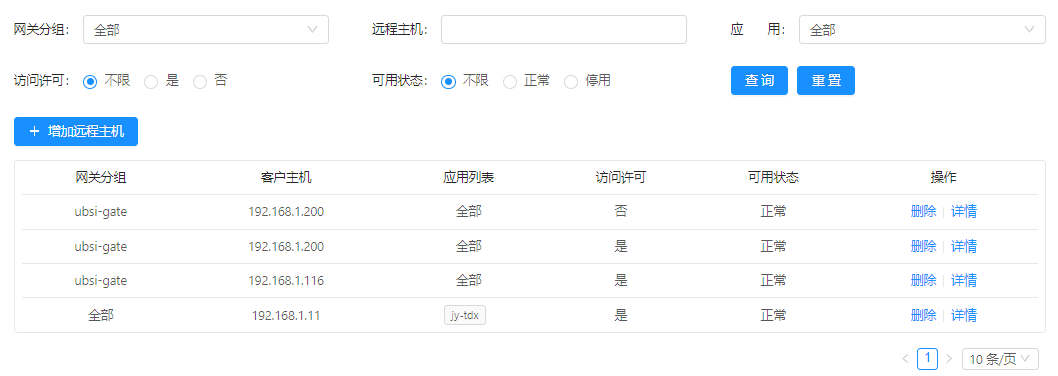 网关分组： 全部 远程主机： 应 用： 全部
访问许可： 不限 是 否 可用状态： 不限 正常 停用 查 询 重 置
+ 增加远程主机
网关分组 客户主机 应用列表 访问许可 可用状态 操作
ubsi-gate 192.168.1.200 全部 否 正常 删除 详情
ubsi-gate 192.168.1.200 全部 是 正常 删除 详情
ubsi-gate 192.168.1.116 全部 是 正常 删除 详情
全部 192.168.1.11 jy-tdx 是 正常 删除 详情
< 1 > 10 条/页